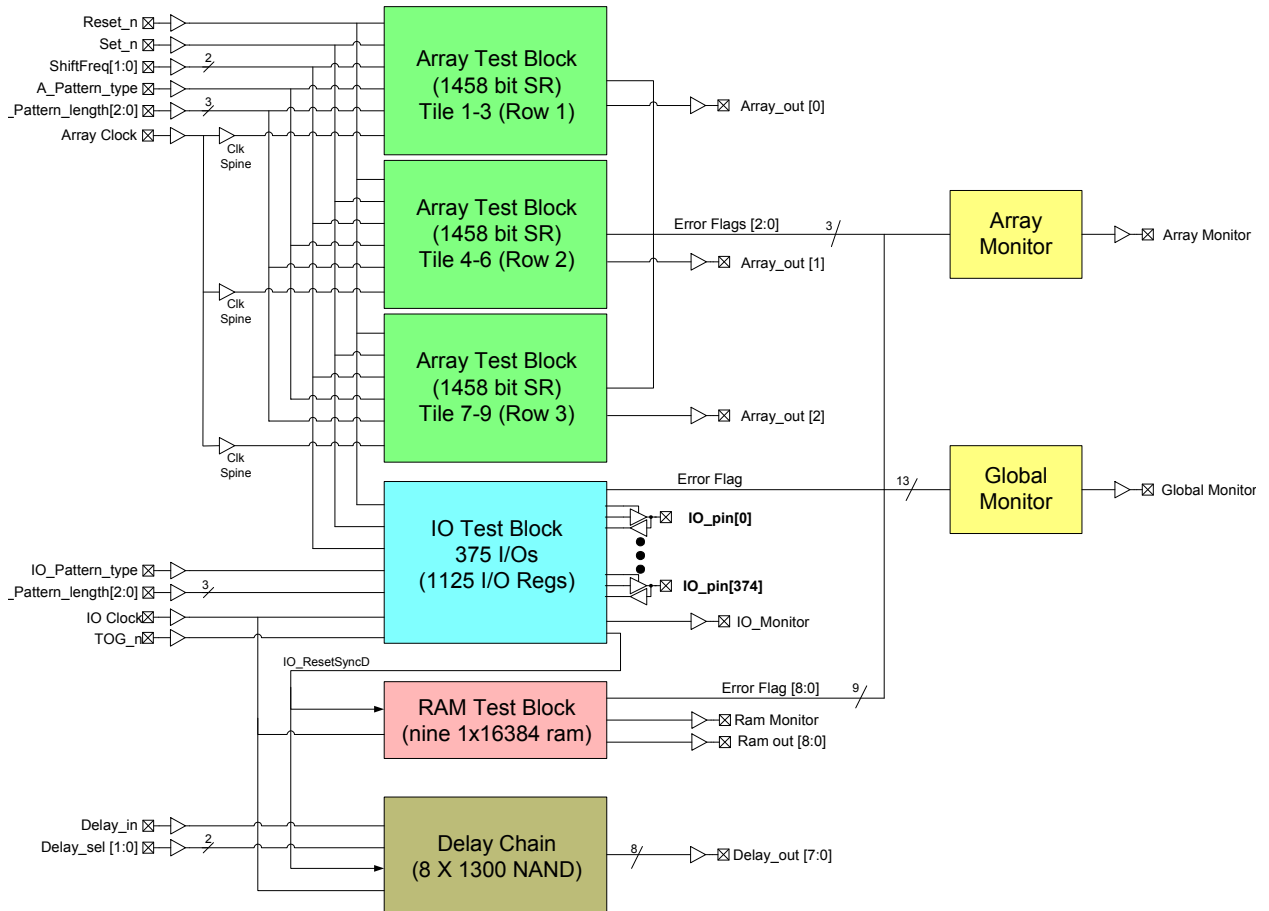 Reset_n
Set_n
ShiftFreq[1:0]
2
A_Pattern_type
_Pattern_length[2:0]
3
Array Clock
Clk
Spine
Array Test Block
(1458 bit SR)
Tile 1-3 (Row 1)
Array_out [0]
Array Test Block
(1458 bit SR)
Tile 4-6 (Row 2)
Clk
Spine
Error Flags [2:0]
3
Array_out [1]
Array
Monitor
Array Monitor
Array Test Block
(1458 bit SR)
Tile 7-9 (Row 3)
Clk
Spine
Array_out [2]
Error Flag
13
Global
Monitor
Global Monitor
IO Test Block
375 I/Os
(1125 I/O Regs)
IO_pin[0]
IO_pin[374]
IO_Monitor
IO_Pattern_type
_Pattern_length[2:0]
3
IO Clock
TOG_n
IO_ResetSyncD
RAM Test Block
(nine 1x16384 ram)
Error Flag [8:0]
9
Ram Monitor
Ram out [8:0]
Delay_in
Delay_sel [1:0]
2
Delay Chain
(8 X 1300 NAND)
8
Delay_out [7:0]